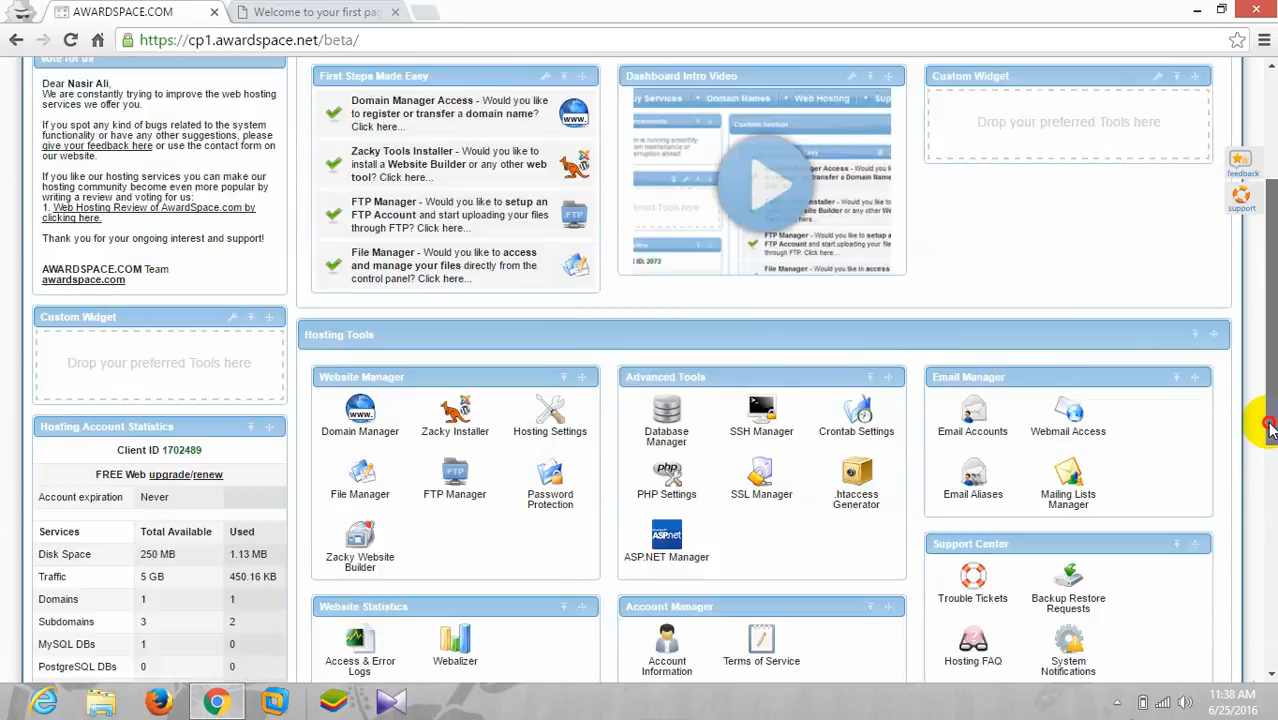 AWARDSPACE.COM
Welcome to your first pag
https://cp1.awardspace.net/beta/
Vote for us
Dear Nasir Ali,
We are constantly trying to improve the web hosting
services we offer you.
If you spot any kind of bugs related to the system
functionality or have any other suggestions, please
give your feedback here or use the contact form on
our website.
If you like our services you can make our
hosting community become even more popular by
writing a review and voting for us:
1. Web Hosting Review of AwardSpace.com by
clicking here.
Thank you for your ongoing interest and support!
AWARDSPACE.COM Team
awardspace.com
Custom Widget
Drop your preferred Tools here
Hosting Account Statistics
Client ID 1702489
FREE Web upgrade/renew
Account expiration Never
Services Total Available Used
Disk Space 250 MB 1.13 MB
Traffic 5 GB 450.16 KB
Domains 1 1
Subdomains 3 2
MySQL DBs 1 0
PostgreSQL DBs 0 0
First Steps Made Easy
Domain Manager Access - Would you like
to register or transfer a domain name?
Click here...
Zacky Tools Installer - Would you like to
install a Website Builder or any other web
tool? Click here...
FTP Manager - Would you like to setup an
FTP Account and start uploading your files
through FTP? Click here...
File Manager - Would you like to access
and manage your files directly from the
control panel? Click here...
Dashboard Intro Video
Domain Names
Web Hosting
Custom Widget
Drop your preferred Tools here
feedback
support
Hosting Tools
Website Manager
Domain Manager
Zacky Installer
Hosting Settings
File Manager
FTP Manager
Password
Protection
Zacky Website
Builder
Advanced Tools
Database
Manager
SSH Manager
Crontab Settings
PHP Settings
SSL Manager
.htaccess
Generator
ASP.NET Manager
Email Manager
Email Accounts
Webmail Access
Email Aliases
Mailing Lists
Manager
Support Center
Trouble Tickets
Backup Restore
Requests
Hosting FAQ
System
Notifications
Website Statistics
Access & Error
Logs
Webalizer
Account Manager
Account
Information
Terms of Service
11:38 AM
6/25/2016